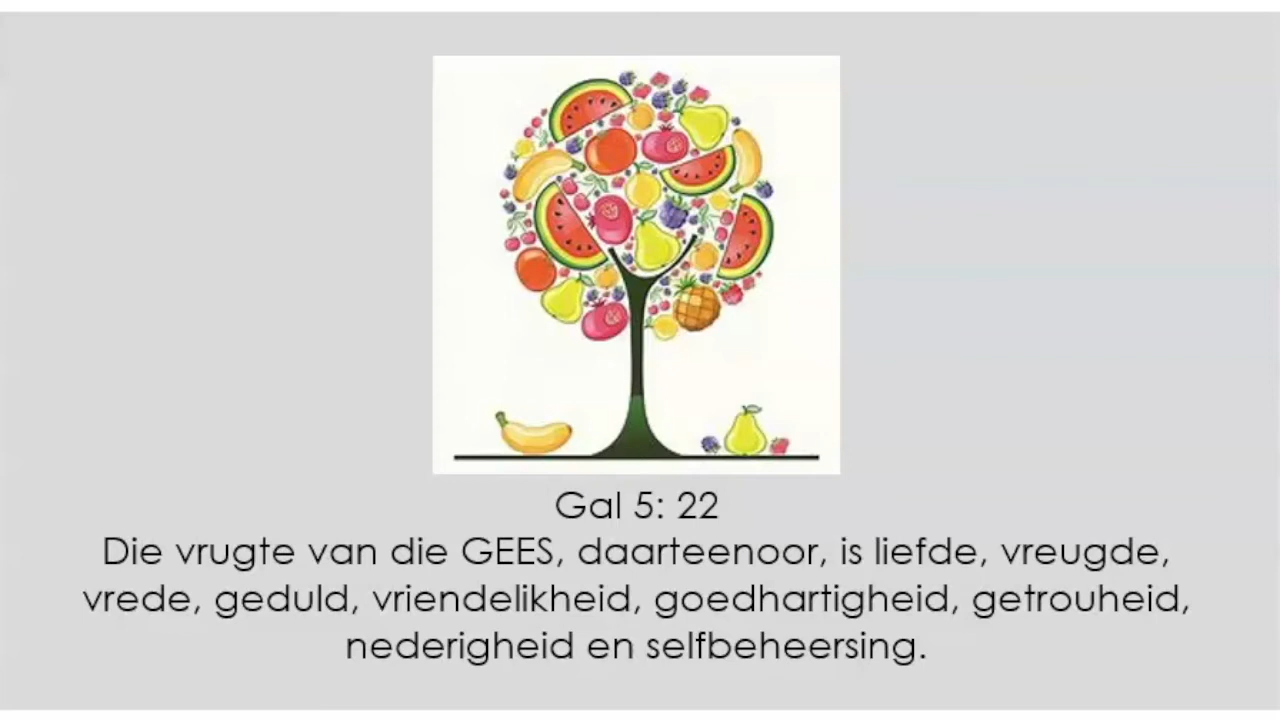 Gal 5: 22
Die vrugte van die GEES, daarteenoor, is liefde, vreugde,
vrede, geduld, vriendelikheid, goedhartigheid, getrouheid,
nederigheid en selfbeheersing.